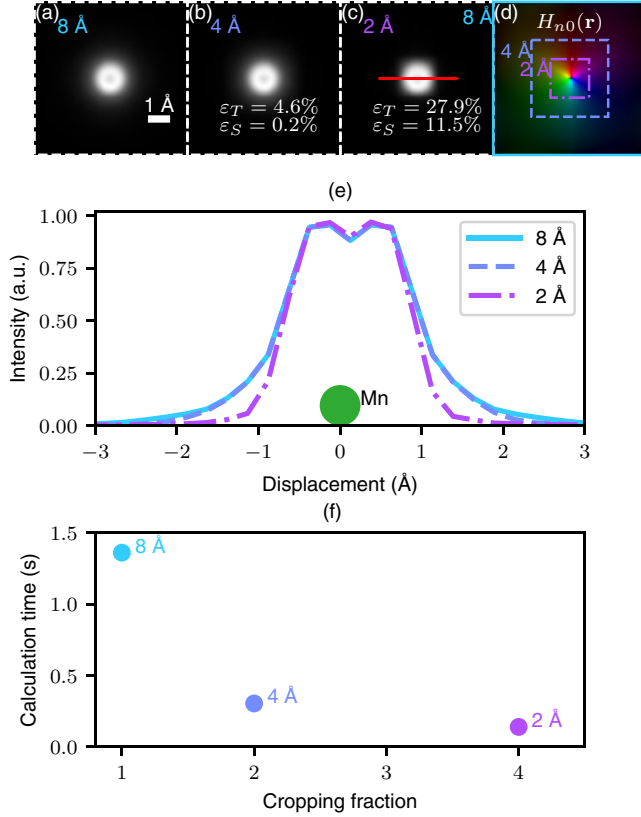 (a)
8 Å
1 Å
(b)
4 Å
ε_T = 4.6%
ε_S = 0.2%
(c)
2 Å
ε_T = 27.9%
ε_S = 11.5%
8 Å
(d)
H_{n0}(r)
4 Å
2 Å
(e)
1.00
0.75
0.50
0.25
0.00
Intensity (a.u.)
8 Å
4 Å
2 Å
Mn
−3 −2 −1 0 1 2 3
Displacement (Å)
(f)
1.5
1.0
0.5
0.0
Calculation time (s)
8 Å
4 Å
2 Å
1 2 3 4
Cropping fraction